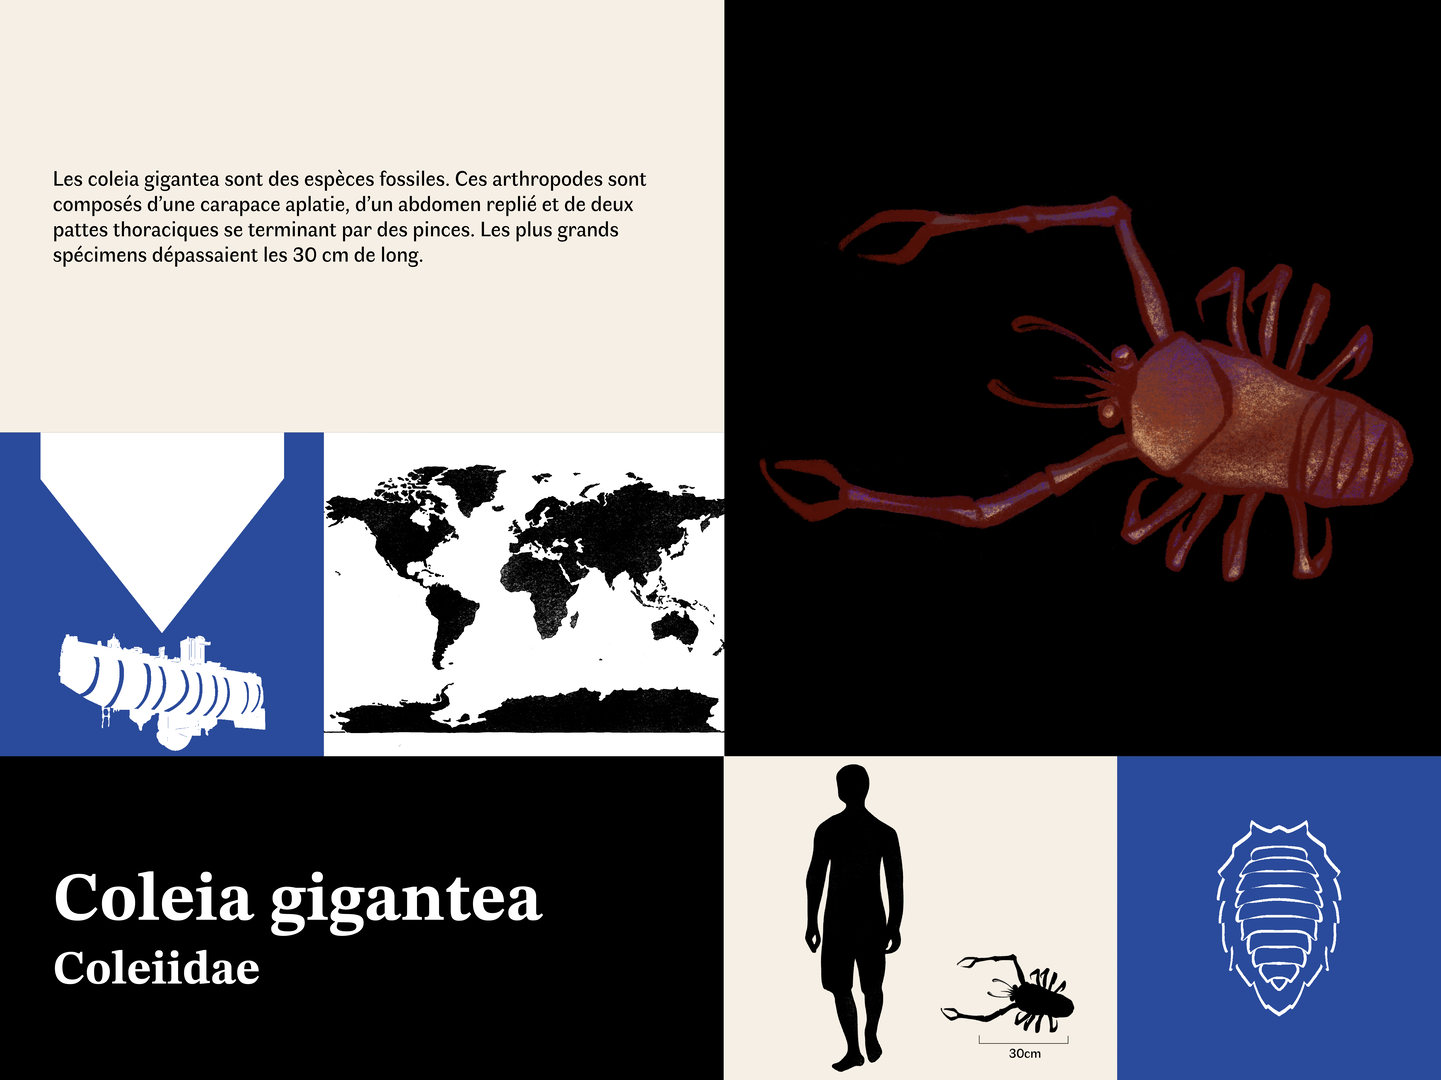 Les coleia gigantea sont des espèces fossiles. Ces arthropodes sont
composés d’une carapace aplatie, d’un abdomen replié et de deux
pattes thoraciques se terminant par des pinces. Les plus grands
spécimens dépassaient les 30 cm de long.
Coleia gigantea
Coleiidae
30cm